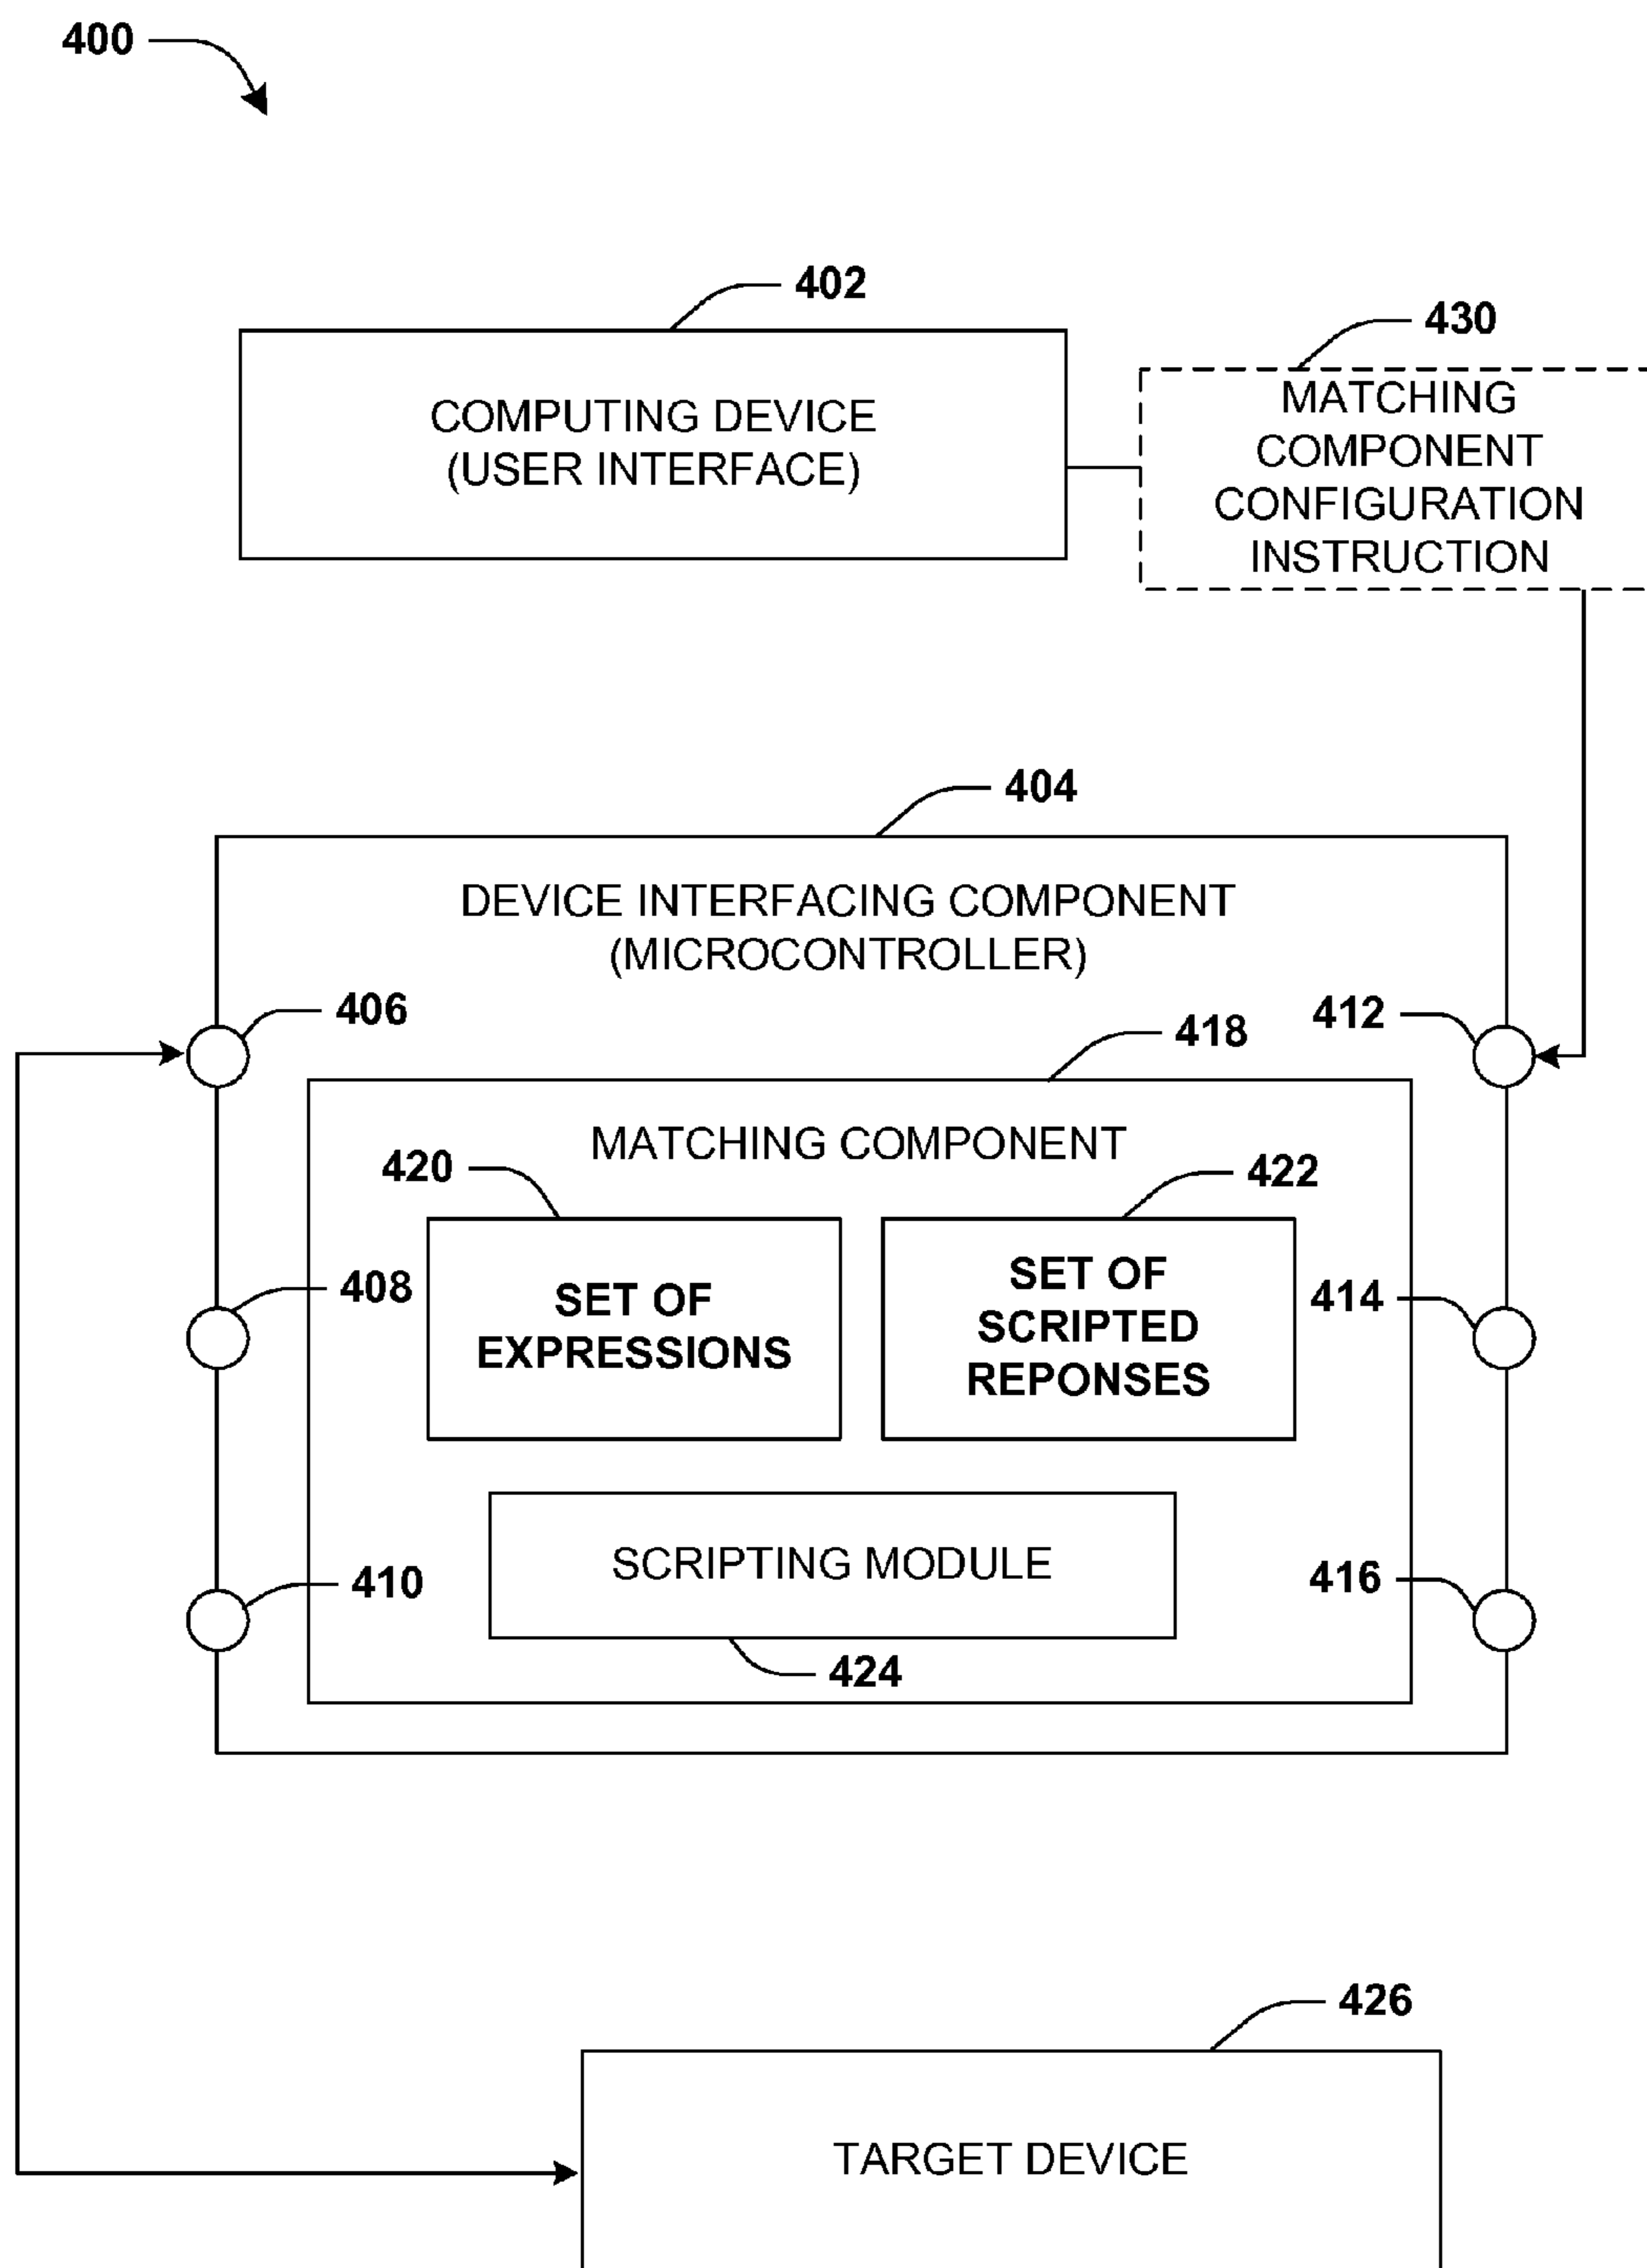 400
402
430
COMPUTING DEVICE
(USER INTERFACE)
MATCHING
COMPONENT
CONFIGURATION
INSTRUCTION
404
DEVICE INTERFACING COMPONENT
(MICROCONTROLLER)
406
412
418
MATCHING COMPONENT
420
422
408
SET OF
EXPRESSIONS
SET OF
SCRIPTED
REPONSES
414
SCRIPTING MODULE
410
416
424
426
TARGET DEVICE